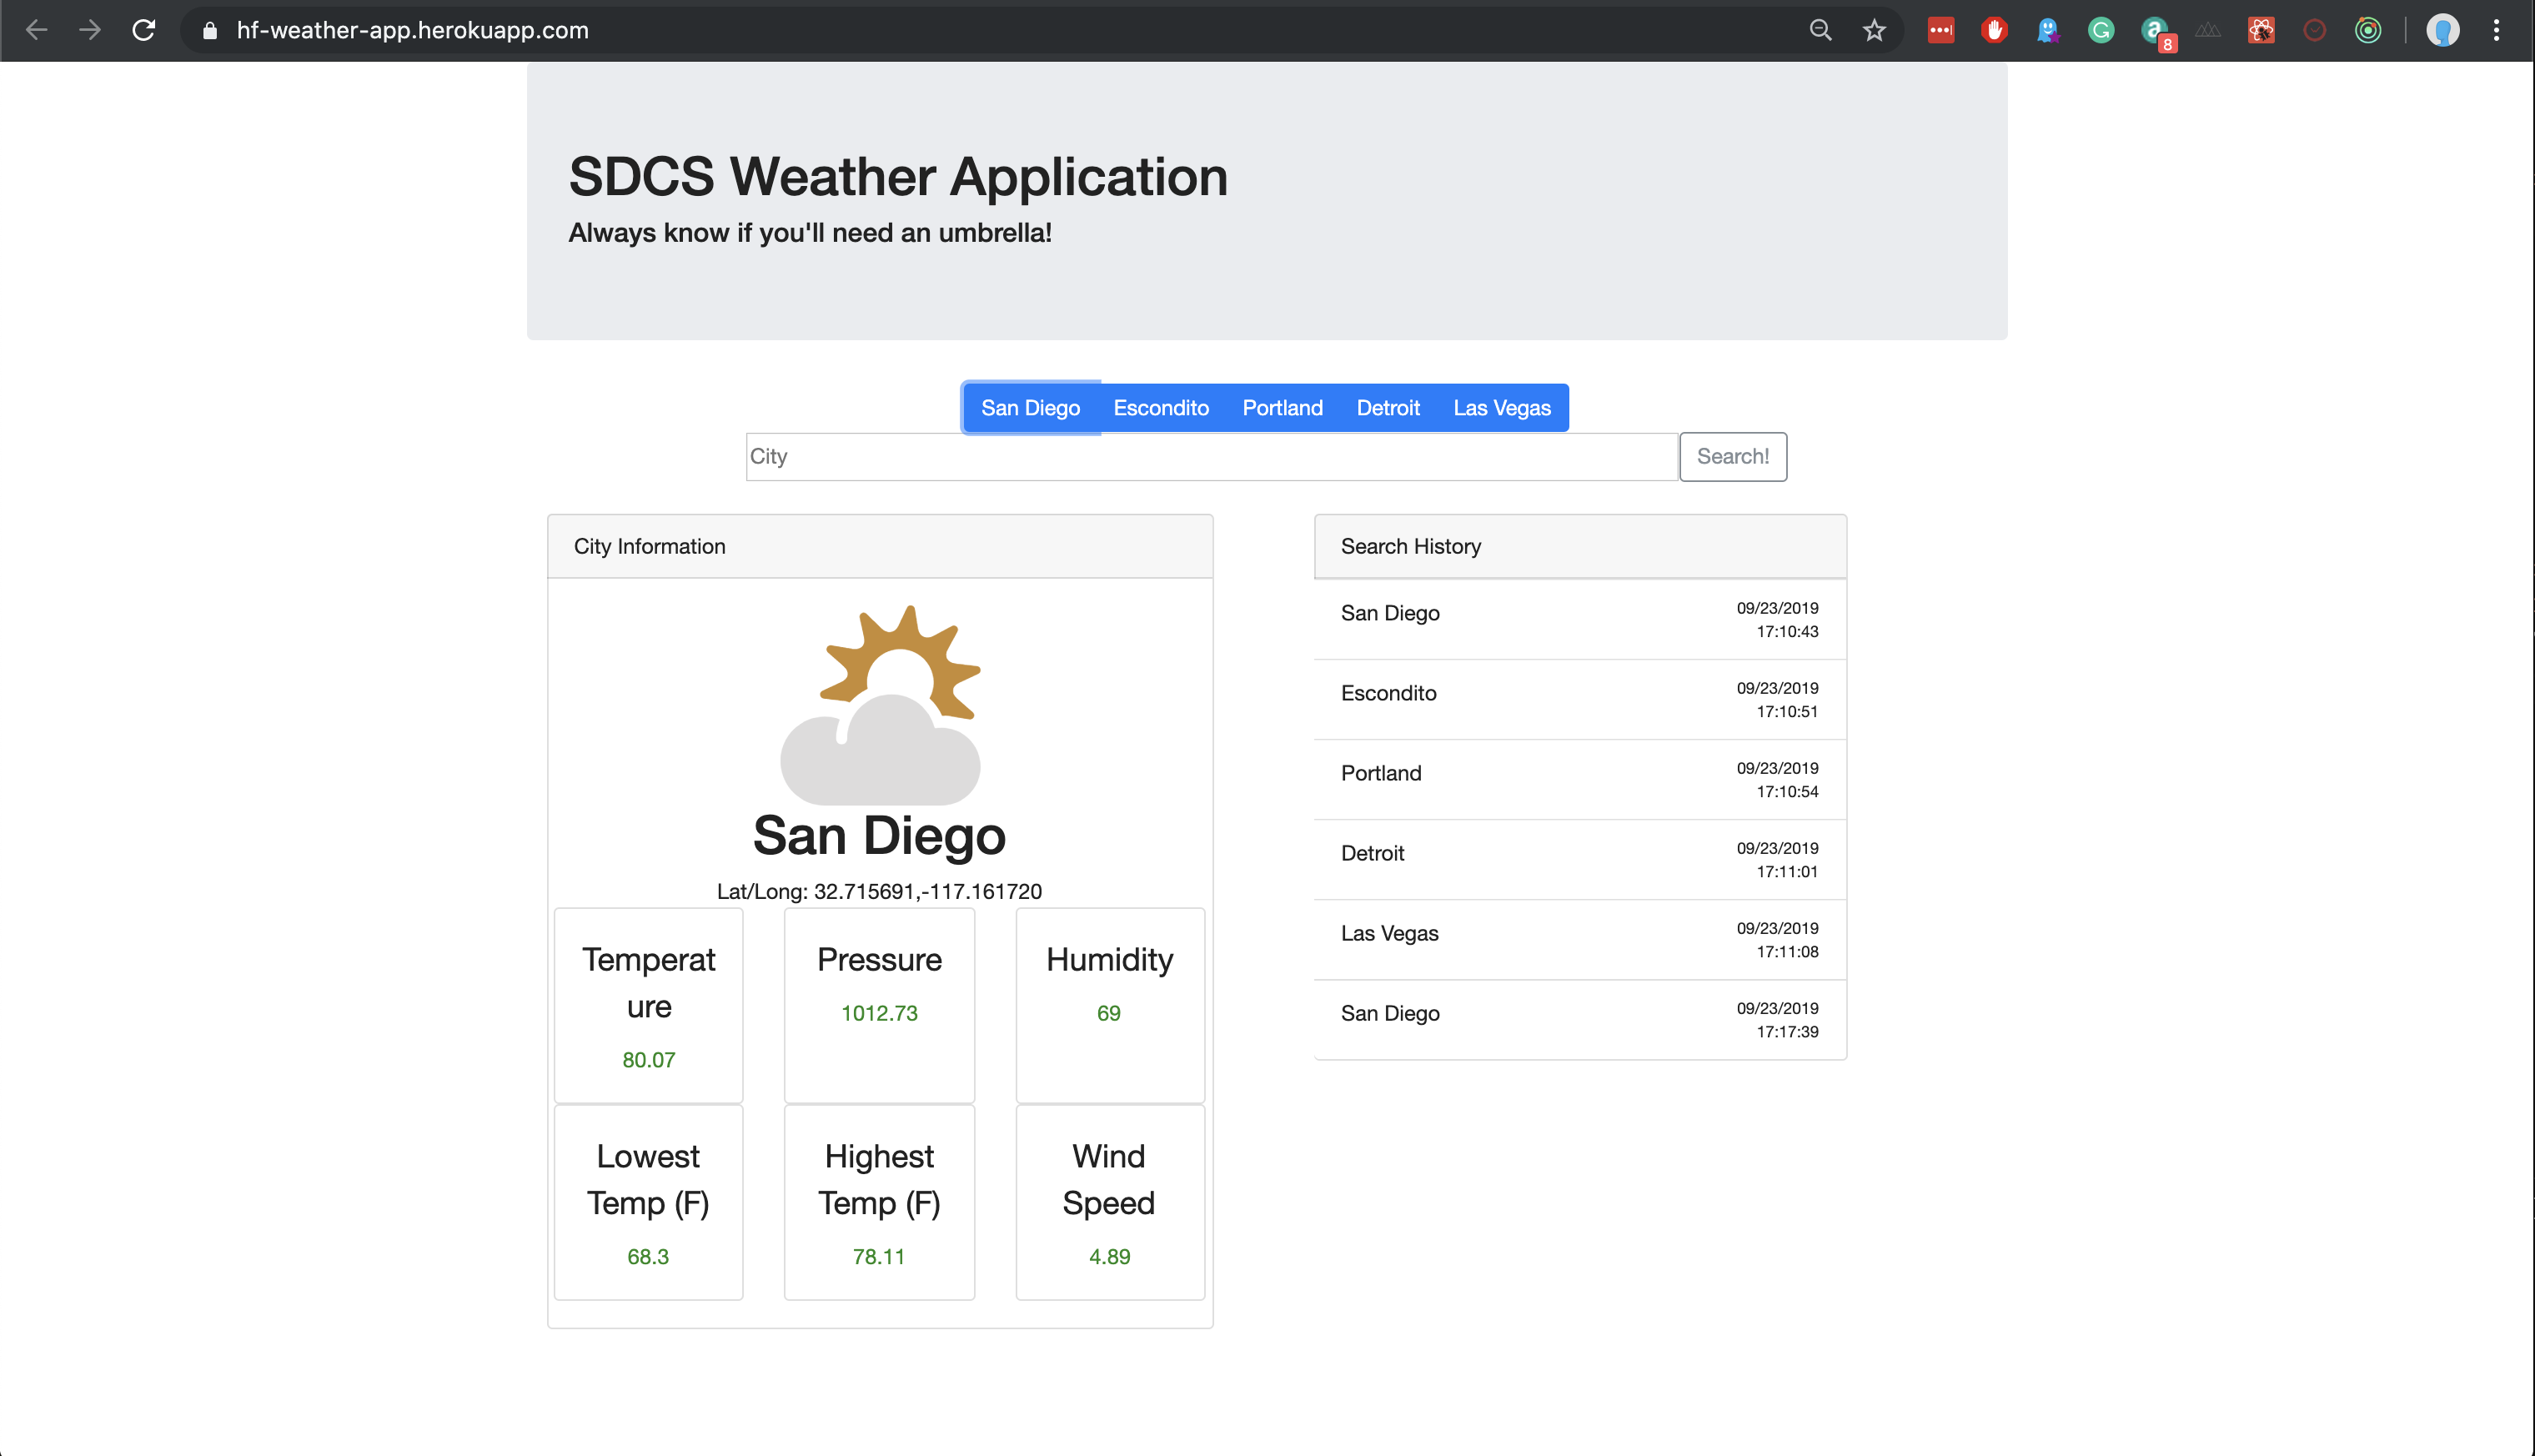 hf-weather-app.herokuapp.com
8
SDCS Weather Application
Always know if you'll need an umbrella!
San Diego Escondito Portland Detroit Las Vegas
City Search!
City Information
San Diego
Lat/Long: 32.715691,-117.161720
Temperat
ure
80.07
Pressure
1012.73
Humidity
69
Lowest
Temp (F)
68.3
Highest
Temp (F)
78.11
Wind
Speed
4.89
Search History
San Diego 09/23/2019
17:10:43
Escondito 09/23/2019
17:10:51
Portland 09/23/2019
17:10:54
Detroit 09/23/2019
17:11:01
Las Vegas 09/23/2019
17:11:08
San Diego 09/23/2019
17:17:39